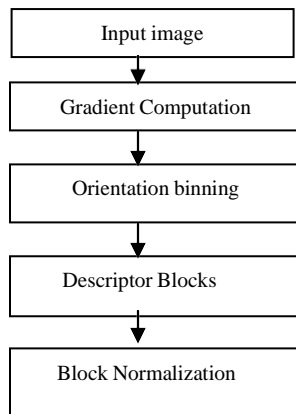 Input image
Gradient Computation
Orientation binning
Descriptor Blocks
Block Normalization